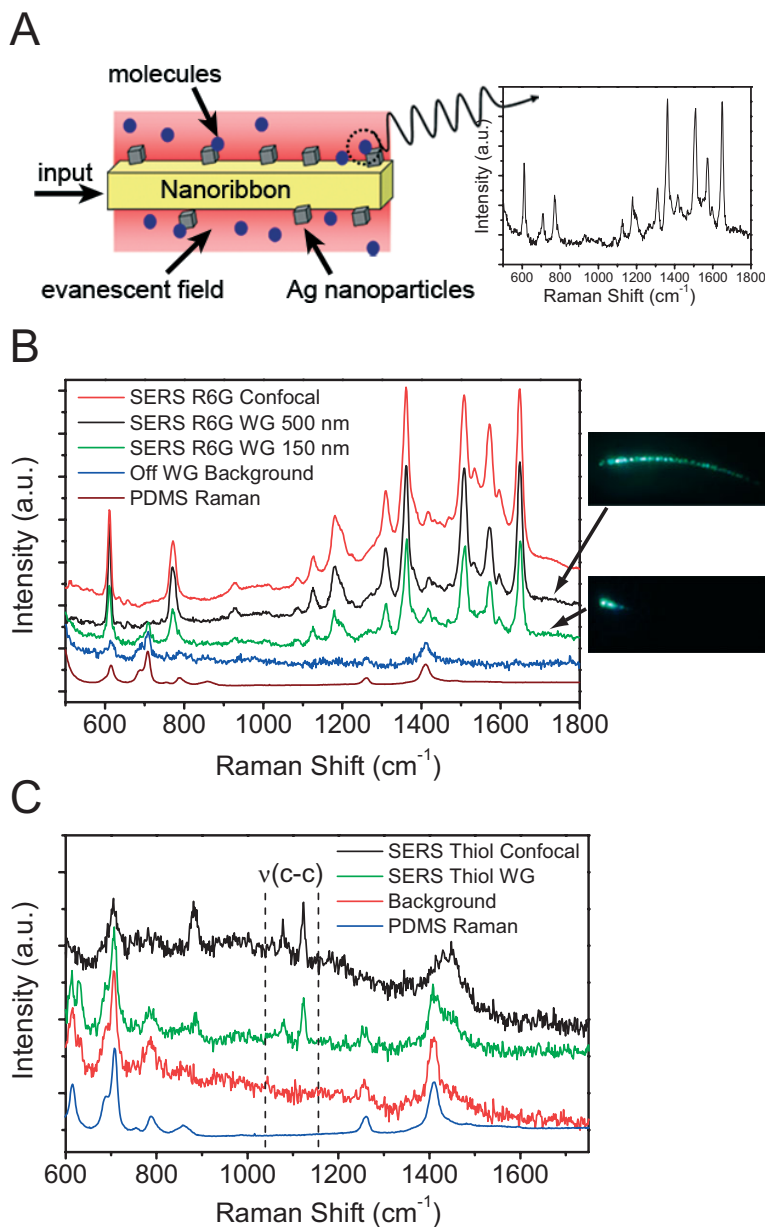 A
molecules
input
Nanoribbon
evanescent field
Ag nanoparticles
Intensity (a.u.)
600 800 1000 1200 1400 1600 1800
Raman Shift (cm⁻¹)
B
SERS R6G Confocal
SERS R6G WG 500 nm
SERS R6G WG 150 nm
Off WG Background
PDMS Raman
Intensity (a.u.)
600 800 1000 1200 1400 1600 1800
Raman Shift (cm⁻¹)
C
ν(c-c)
SERS Thiol Confocal
SERS Thiol WG
Background
PDMS Raman
Intensity (a.u.)
600 800 1000 1200 1400 1600
Raman Shift (cm⁻¹)